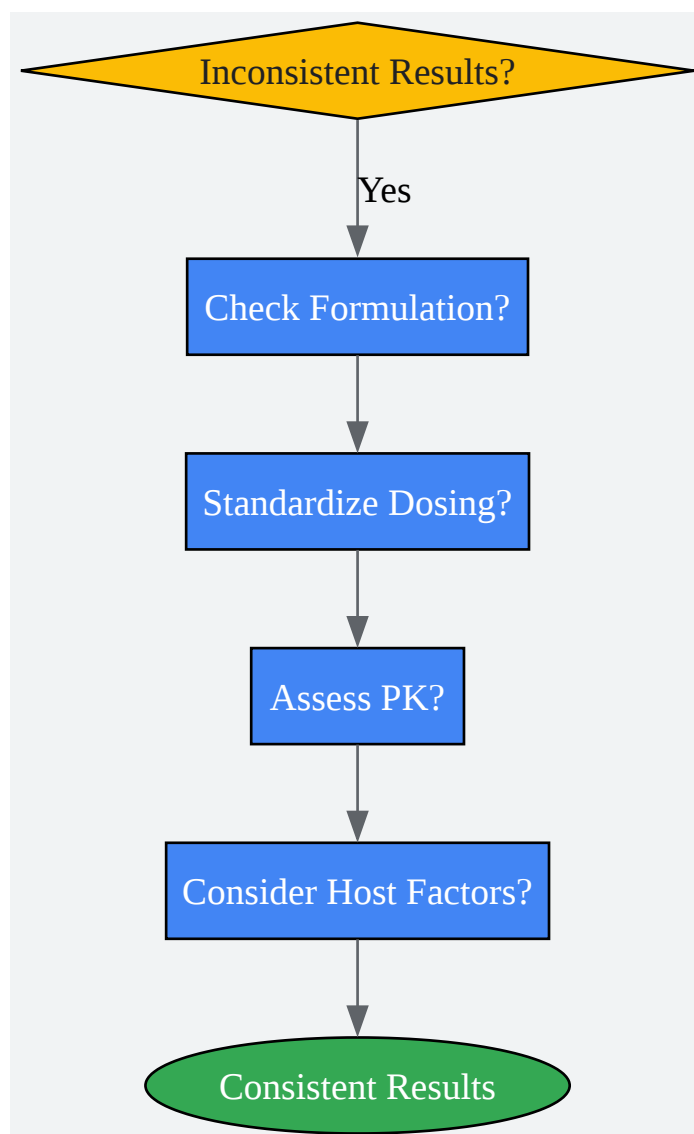 Inconsistent Results?
Yes
Check Formulation?
Standardize Dosing?
Assess PK?
Consider Host Factors?
Consistent Results